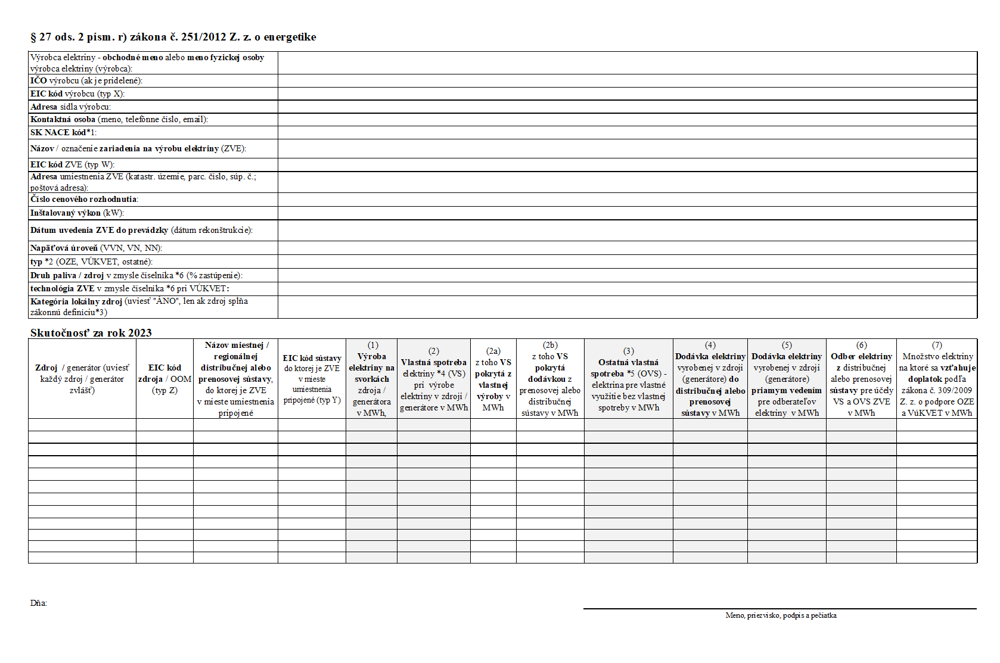 § 27 ods. 2 písm. r) zákona č. 251/2012 Z. z. o energetike
Výrobca elektriny - obchodné meno alebo meno fyzickej osoby
výrobca elektriny (výrobca):
IČO výrobcu (ak je pridelené):
EIC kód výrobcu (typ X):
Adresa sídla výrobcu:
Kontaktná osoba (meno, telefónne číslo, email):
SK NACE kód*1:
Názov / označenie zariadenia na výrobu elektriny (ZVE):
EIC kód ZVE (typ W):
Adresa umiestnenia ZVE (katastr. územie, parc. číslo, súp. č.;
poštová adresa):
Číslo cenového rozhodnutia:
Inštalovaný výkon (kW):
Dátum uvedenia ZVE do prevádzky (dátum rekonštrukcie):
Napäťová úroveň (VVN, VN, NN):
typ *2 (OZE, VÚKVET, ostatné):
Druh paliva / zdroj v zmysle číselníka *6 (% zastúpenie):
technológia ZVE v zmysle číselníka *6 pri VÚKVET:
Kategória lokálny zdroj (uviesť "ÁNO", len ak zdroj spĺňa
zákonnú definíciu*3)
Skutočnosť za rok 2023
Zdroj / generátor (uviesť
každý zdroj / generátor
zvlášť)
EIC kód
zdroja / OOM
(typ Z)
Názov miestnej /
regionálnej
distribučnej alebo
prenosovej sústavy,
do ktorej je ZVE
v mieste umiestnenia
pripojené
EIC kód sústavy
do ktorej je ZVE
v mieste
umiestnenia
pripojené (typ Y)
(1)
Výroba
elektriny na
svorkách
zdroja /
generátora
v MWh,
(2)
Vlastná spotreba
elektriny *4 (VS)
pri výrobe
elektriny v zdroji /
generátore v MWh
(2a)
z toho VS
pokrytá z
vlastnej
výroby v
MWh
(2b)
z toho VS
pokrytá
dodávkou z
prenosovej alebo
distribučnej
sústavy v MWh
(3)
Ostatná vlastná
spotreba *5 (OVS) -
elektrina pre vlastné
využitie bez vlastnej
spotreby v MWh
(4)
Dodávka elektriny
vyrobenej v zdroji
(generátore) do
distribučnej alebo
prenosovej
sústavy v MWh
(5)
Dodávka elektriny
vyrobenej v zdroji
(generátore)
priamym vedením
pre odberateľov
elektriny v MWh
(6)
Odber elektriny
z distribučnej
alebo prenosovej
sústavy pre účely
VS a OVS ZVE
v MWh
(7)
Množstvo elektriny
na ktoré sa vzťahuje
doplatok podľa
zákona č. 309/2009
Z. z. o podpore OZE
a VúKVET v MWh
Dňa:
Meno, priezvisko, podpis a pečiatka